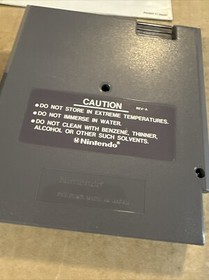 CAUTION
REV-A
•DO NOT STORE IN EXTREME TEMPERATURES.
•DO NOT IMMERSE IN WATER.
•DO NOT CLEAN WITH BENZENE, THINNER,
ALCOHOL OR OTHER SUCH SOLVENTS.
Nintendo